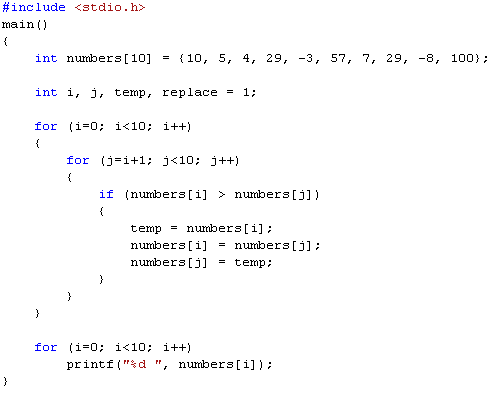 #include <stdio.h>
main()
{
    int numbers[10] = {10, 5, 4, 29, -3, 57, 7, 29, -8, 100};
    int i, j, temp, replace = 1;
    for (i=0; i<10; i++)
    {
        for (j=i+1; j<10; j++)
        {
            if (numbers[i] > numbers[j])
            {
                temp = numbers[i];
                numbers[i] = numbers[j];
                numbers[j] = temp;
            }
        }
    }
    for (i=0; i<10; i++)
        printf("%d ", numbers[i]);
}